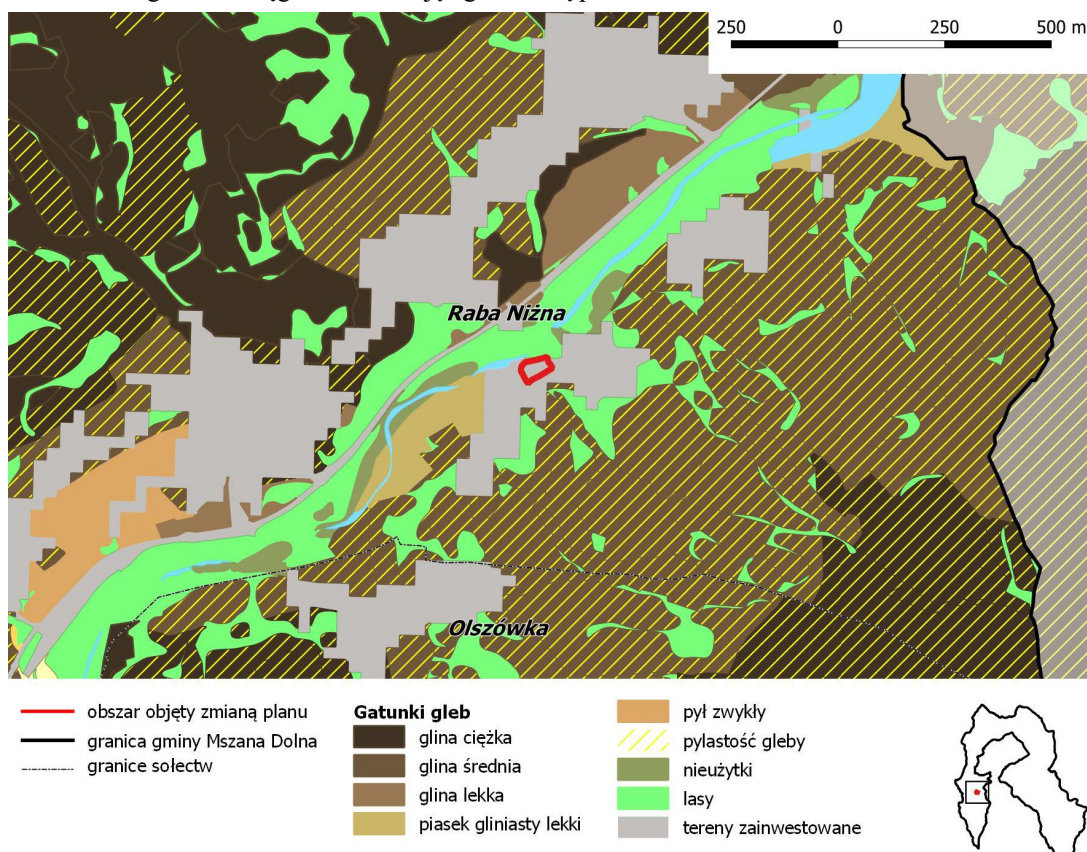 250 0 250 500 m
Raba Niżna
Olszówka
obszar objęty zmianą planu
granica gminy Mszana Dolna
granice sołectw
Gatunki gleb
glina ciężka
glina średnia
glina lekka
piasek gliniasty lekki
pył zwykły
pylastość gleby
nieużytki
lasy
tereny zainwestowane